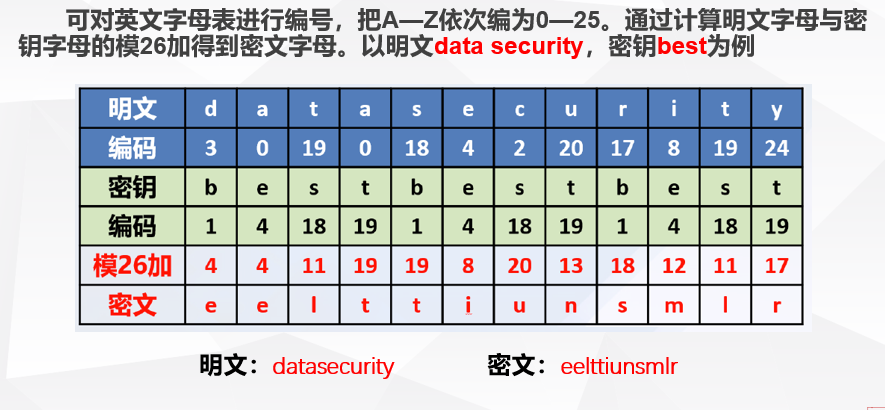 可对英文字母表进行编号，把A—Z依次编为0—25。通过计算明文字母与密
钥字母的模26加得到密文字母。以明文data security，密钥best为例
明文 d a t a s e c u r i t y
编码 3 0 19 0 18 4 2 20 17 8 19 24
密钥 b e s t b e s t b e s t
编码 1 4 18 19 1 4 18 19 1 4 18 19
模26加 4 4 11 19 19 8 20 13 18 12 11 17
密文 e e l t t i u n s m l r
明文：datasecurity 密文：eelttiunsmlr